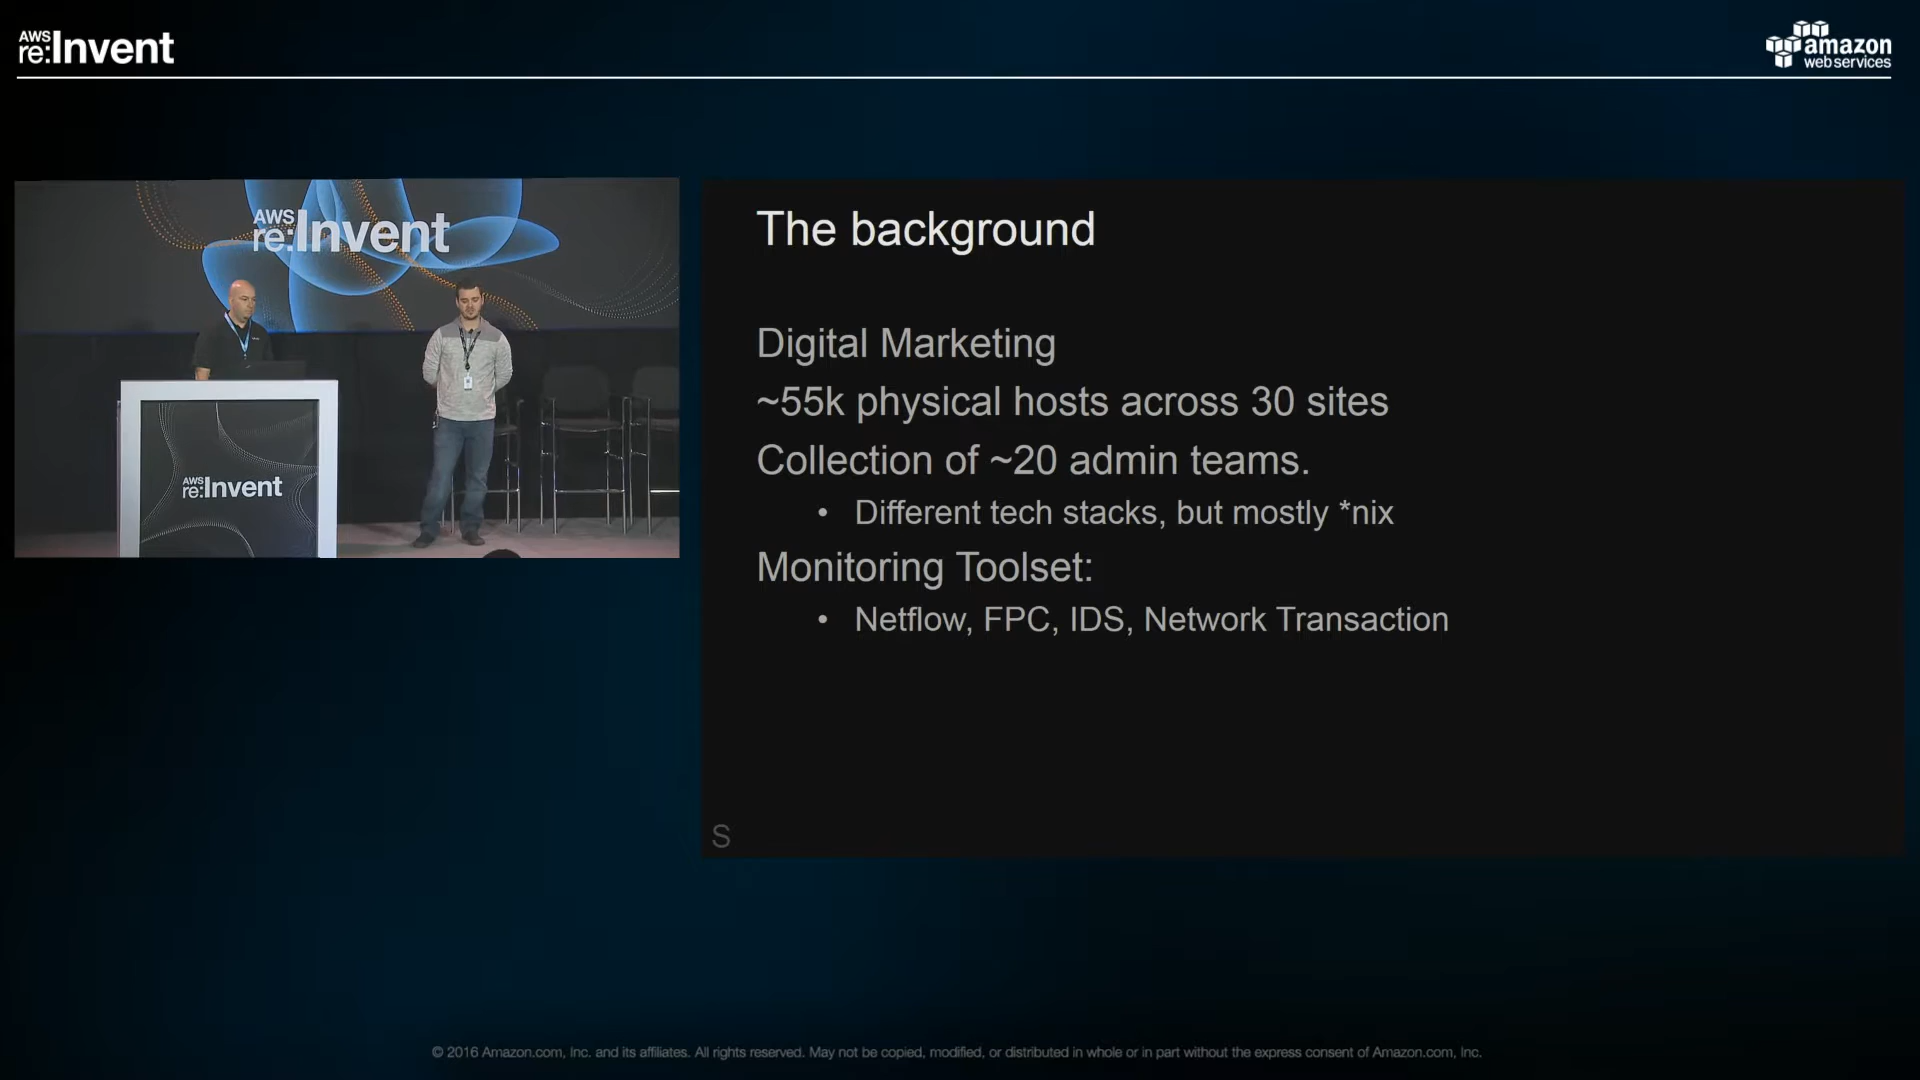 AWS
re:Invent
amazon
web services
AWS
re:Invent
AWS
re:Invent
The background
Digital Marketing
~55k physical hosts across 30 sites
Collection of ~20 admin teams.
• Different tech stacks, but mostly *nix
Monitoring Toolset:
• Netflow, FPC, IDS, Network Transaction
S
© 2016 Amazon.com, Inc. and its affiliates. All rights reserved. May not be copied, modified, or distributed in whole or in part without the express consent of Amazon.com, Inc.